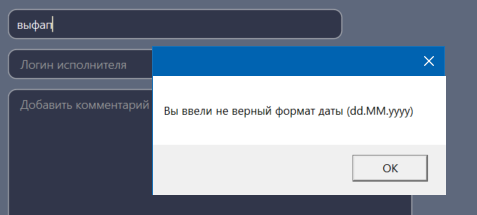 выфап
Логин исполнителя
Добавить комментарий
Вы ввели не верный формат даты (dd.MM.yyyy)
OK